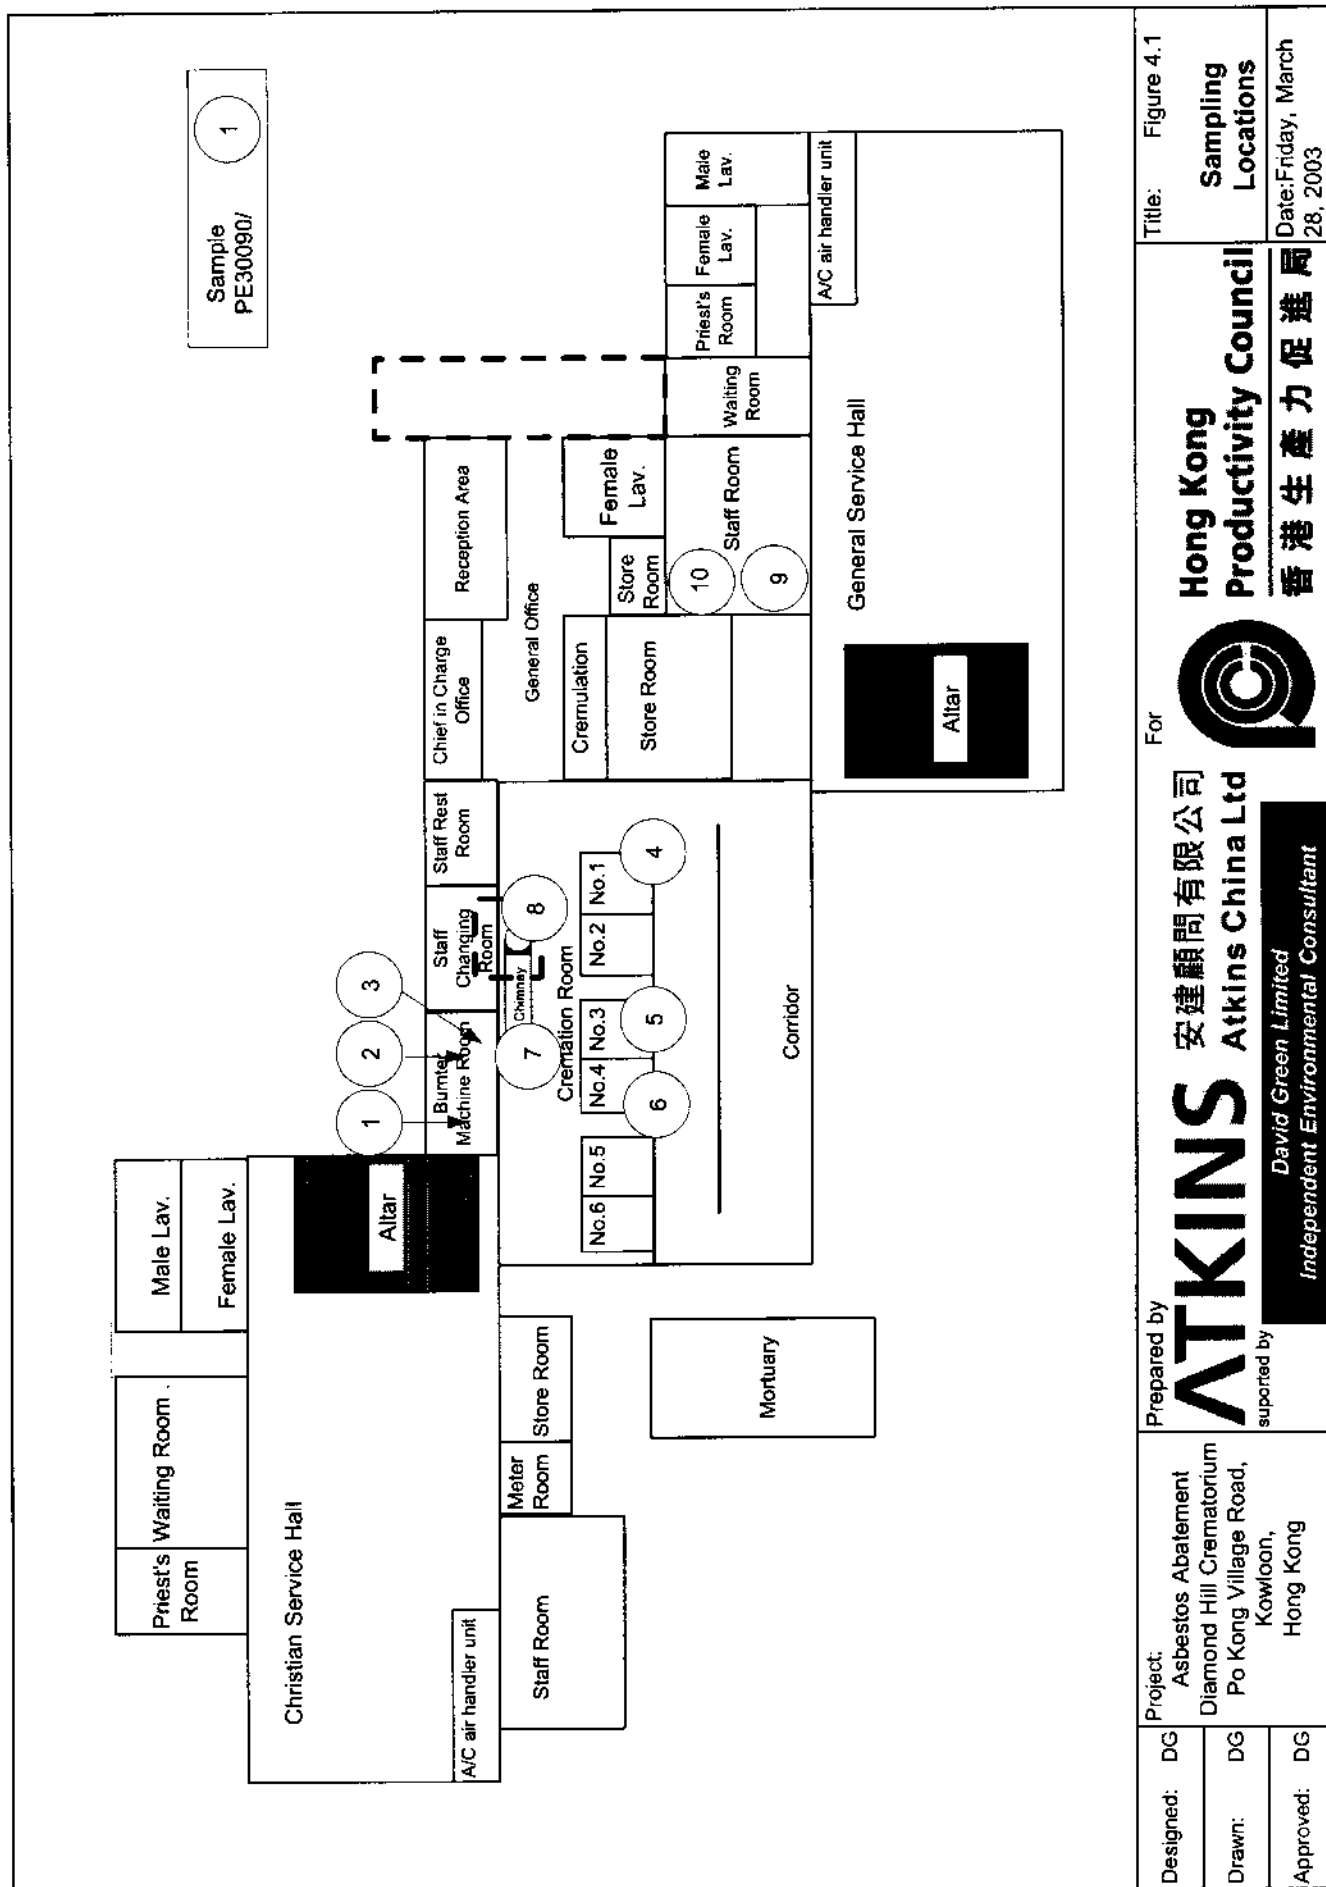 Sample
PE30090/
1
Male Lav.
Female Lav.
Priest's
Room
Waiting Room
Christian Service Hall
Altar
A/C air handler unit
Staff Room
Meter
Room
Store Room
Mortuary
1
2
3
Machine Room
Staff
Changing
Room
Staff Rest
Room
Chief in Charge
Office
Reception Area
General Office
Chimney
7
8
Cremation Room
No.6
No.5
No.4
No.3
No.2
No.1
6
5
4
Corridor
Cremulation
Store Room
Store
Room
Female
Lav.
10
9
Staff Room
Waiting
Room
Priest's
Room
Female
Lav.
Male
Lav.
A/C air handler unit
General Service Hall
Altar
Designed: DG
Drawn: DG
Approved: DG
Project:
Asbestos Abatement
Diamond Hill Crematorium
Po Kong Village Road,
Kowloon,
Hong Kong
Prepared by
ATKINS
安建顧問有限公司
Atkins China Ltd
suported by
David Green Limited
Independent Environmental Consultant
For
Hong Kong
Productivity Council
香港生產力促進局
Title: Figure 4.1
Sampling
Locations
Date:Friday, March
28, 2003